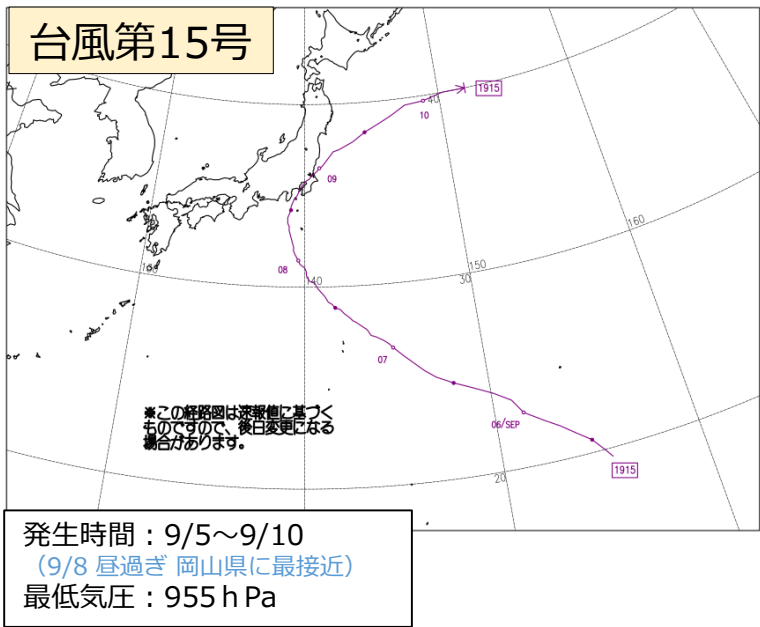 台風第15号
1915
40
10
09
160
130
150
08
140
30
07
※この経路図は速報値に基づく
ものですので、後日変更になる
場合があります。
06/SEP
1915
20
発生時間：9/5～9/10
（9/8 昼過ぎ 岡山県に最接近）
最低気圧：955ｈPa